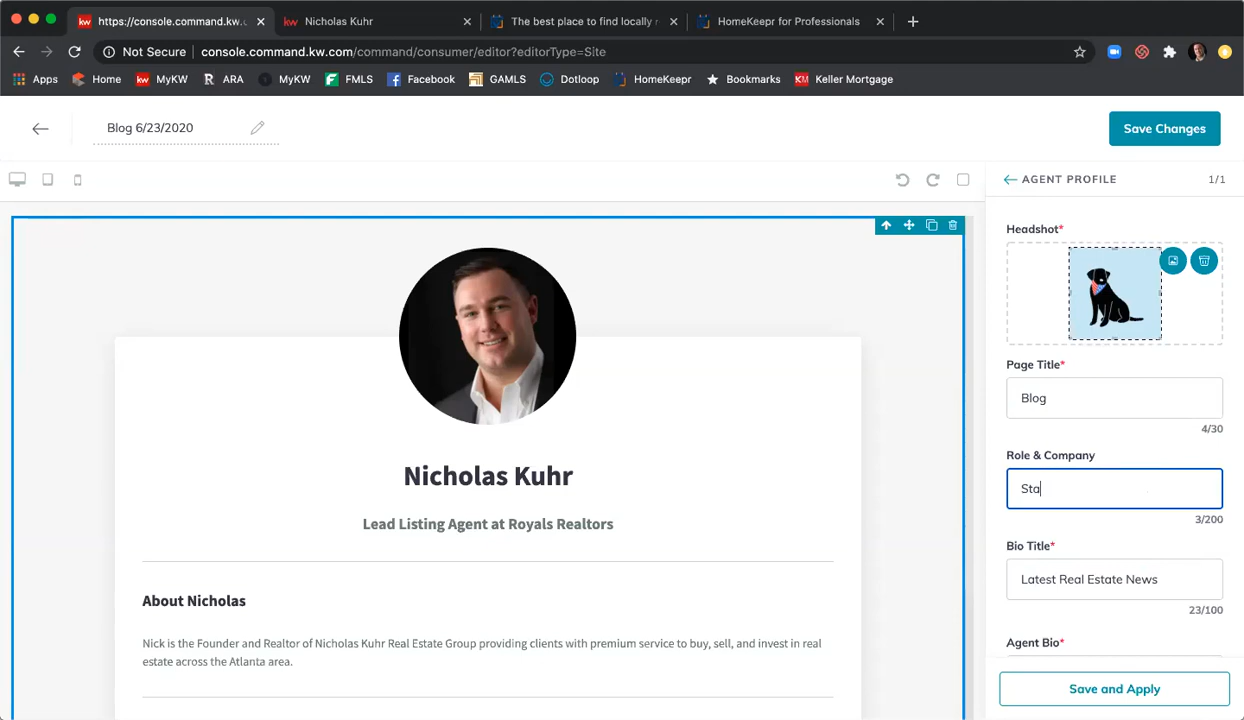 https://console.command.kw.c
Nicholas Kuhr
The best place to find locally r
HomeKeepr for Professionals
Not Secure
console.command.kw.com/command/consumer/editor?editorType=Site
Apps
Home
kw
MyKW
R
ARA
MyKW
FMLS
Facebook
GAMLS
Dotloop
HomeKeepr
Bookmarks
KM
Keller Mortgage
Blog 6/23/2020
Save Changes
AGENT PROFILE
1/1
Headshot*
Page Title*
Blog
4/30
Role & Company
Sta
3/200
Bio Title*
Latest Real Estate News
23/100
Agent Bio*
Save and Apply
Nicholas Kuhr
Lead Listing Agent at Royals Realtors
About Nicholas
Nick is the Founder and Realtor of Nicholas Kuhr Real Estate Group providing clients with premium service to buy, sell, and invest in real
estate across the Atlanta area.